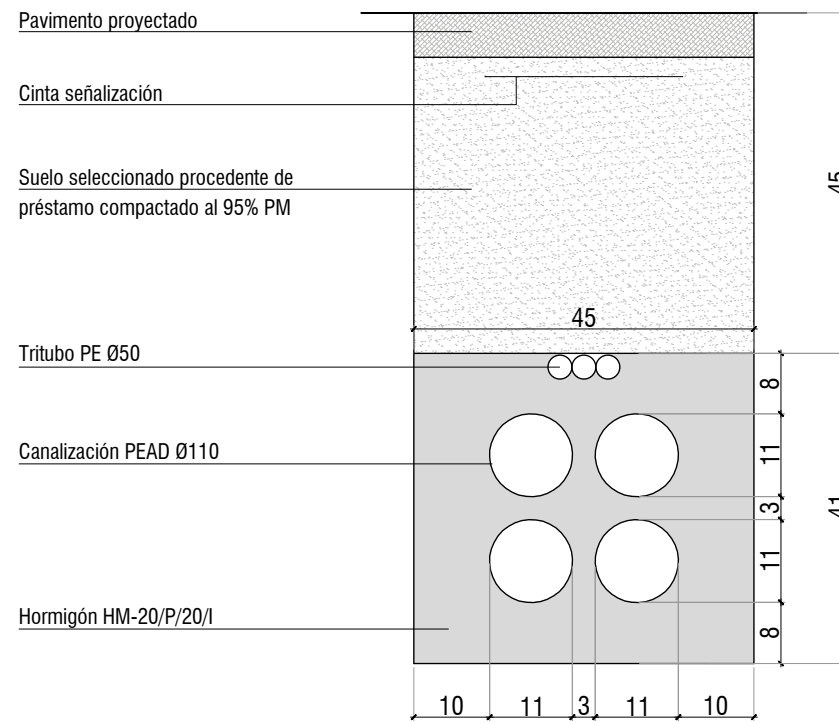 Pavimento proyectado
Cinta señalización
Suelo seleccionado procedente de
préstamo compactado al 95% PM
45
45
Tritubo PE Ø50
8
Canalización PEAD Ø110
11
3
41
11
Hormigón HM-20/P/20/I
8
10 11 3 11 10